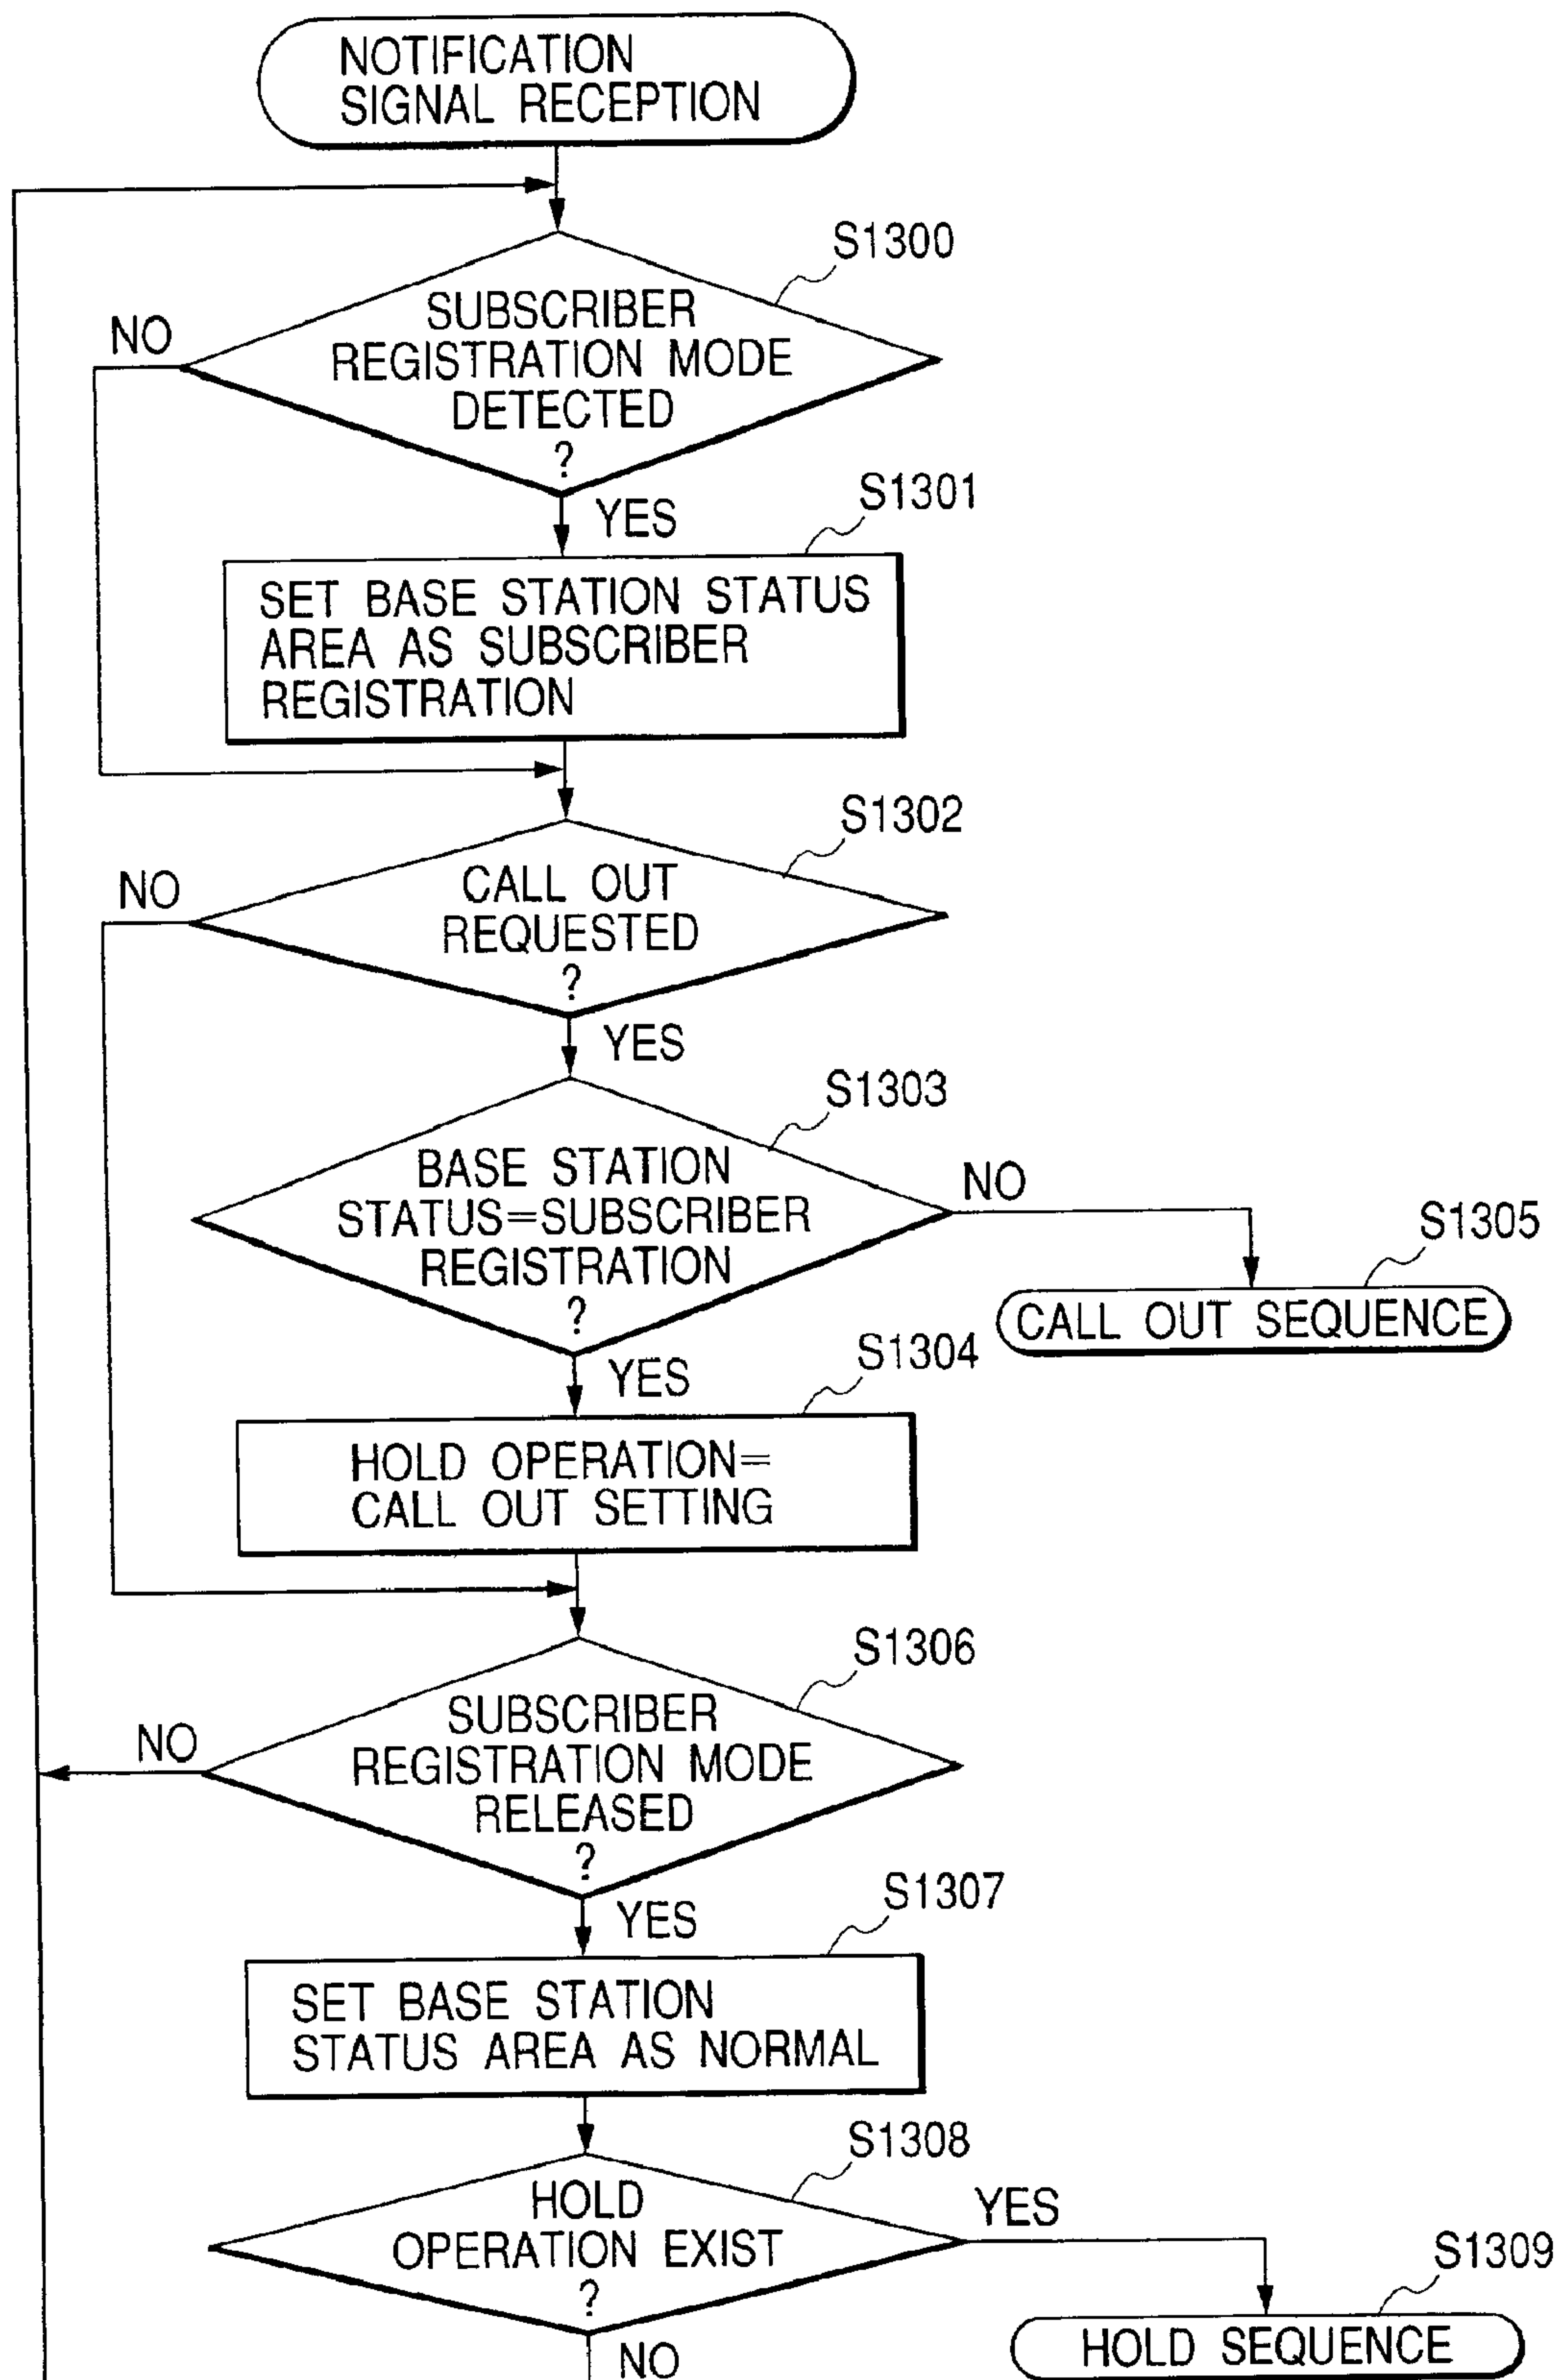 NOTIFICATION
SIGNAL RECEPTION
S1300
NO
SUBSCRIBER
REGISTRATION MODE
DETECTED
?
YES
S1301
SET BASE STATION STATUS
AREA AS SUBSCRIBER
REGISTRATION
S1302
NO
CALL OUT
REQUESTED
?
YES
S1303
BASE STATION
STATUS=SUBSCRIBER
REGISTRATION
?
NO
S1305
CALL OUT SEQUENCE
YES
S1304
HOLD OPERATION=
CALL OUT SETTING
S1306
NO
SUBSCRIBER
REGISTRATION MODE
RELEASED
?
YES
S1307
SET BASE STATION
STATUS AREA AS NORMAL
S1308
HOLD
OPERATION EXIST
?
YES
S1309
HOLD SEQUENCE
NO